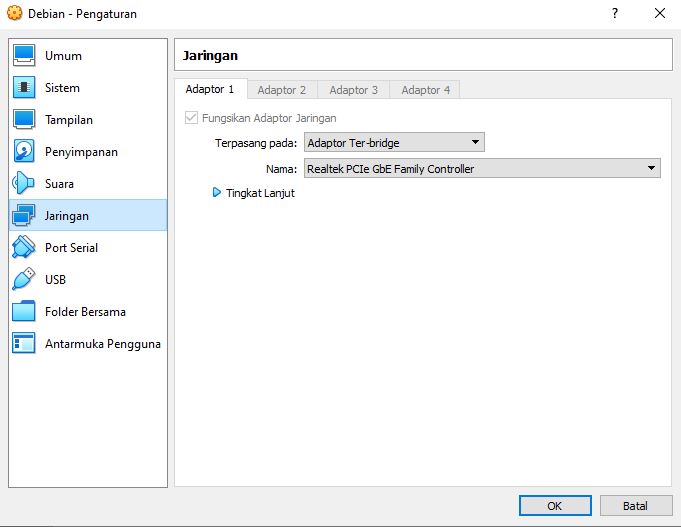 Debian - Pengaturan
?
Umum
Sistem
Tampilan
Penyimpanan
Suara
Jaringan
Port Serial
USB
Folder Bersama
Antarmuka Pengguna
Jaringan
Adaptor 1 Adaptor 2 Adaptor 3 Adaptor 4
Fungsikan Adaptor Jaringan
Terpasang pada: Adaptor Ter-bridge
Nama: Realtek PCIe GbE Family Controller
Tingkat Lanjut
OK Batal